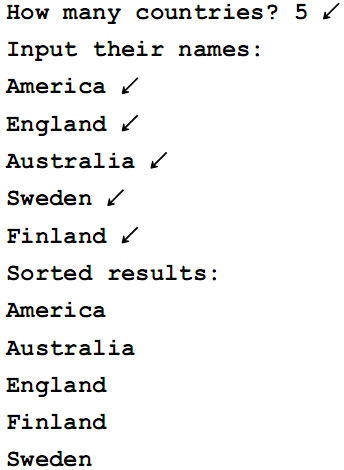 How many countries? 5 ↙
Input their names:
America ↙
England ↙
Australia ↙
Sweden ↙
Finland ↙
Sorted results:
America
Australia
England
Finland
Sweden